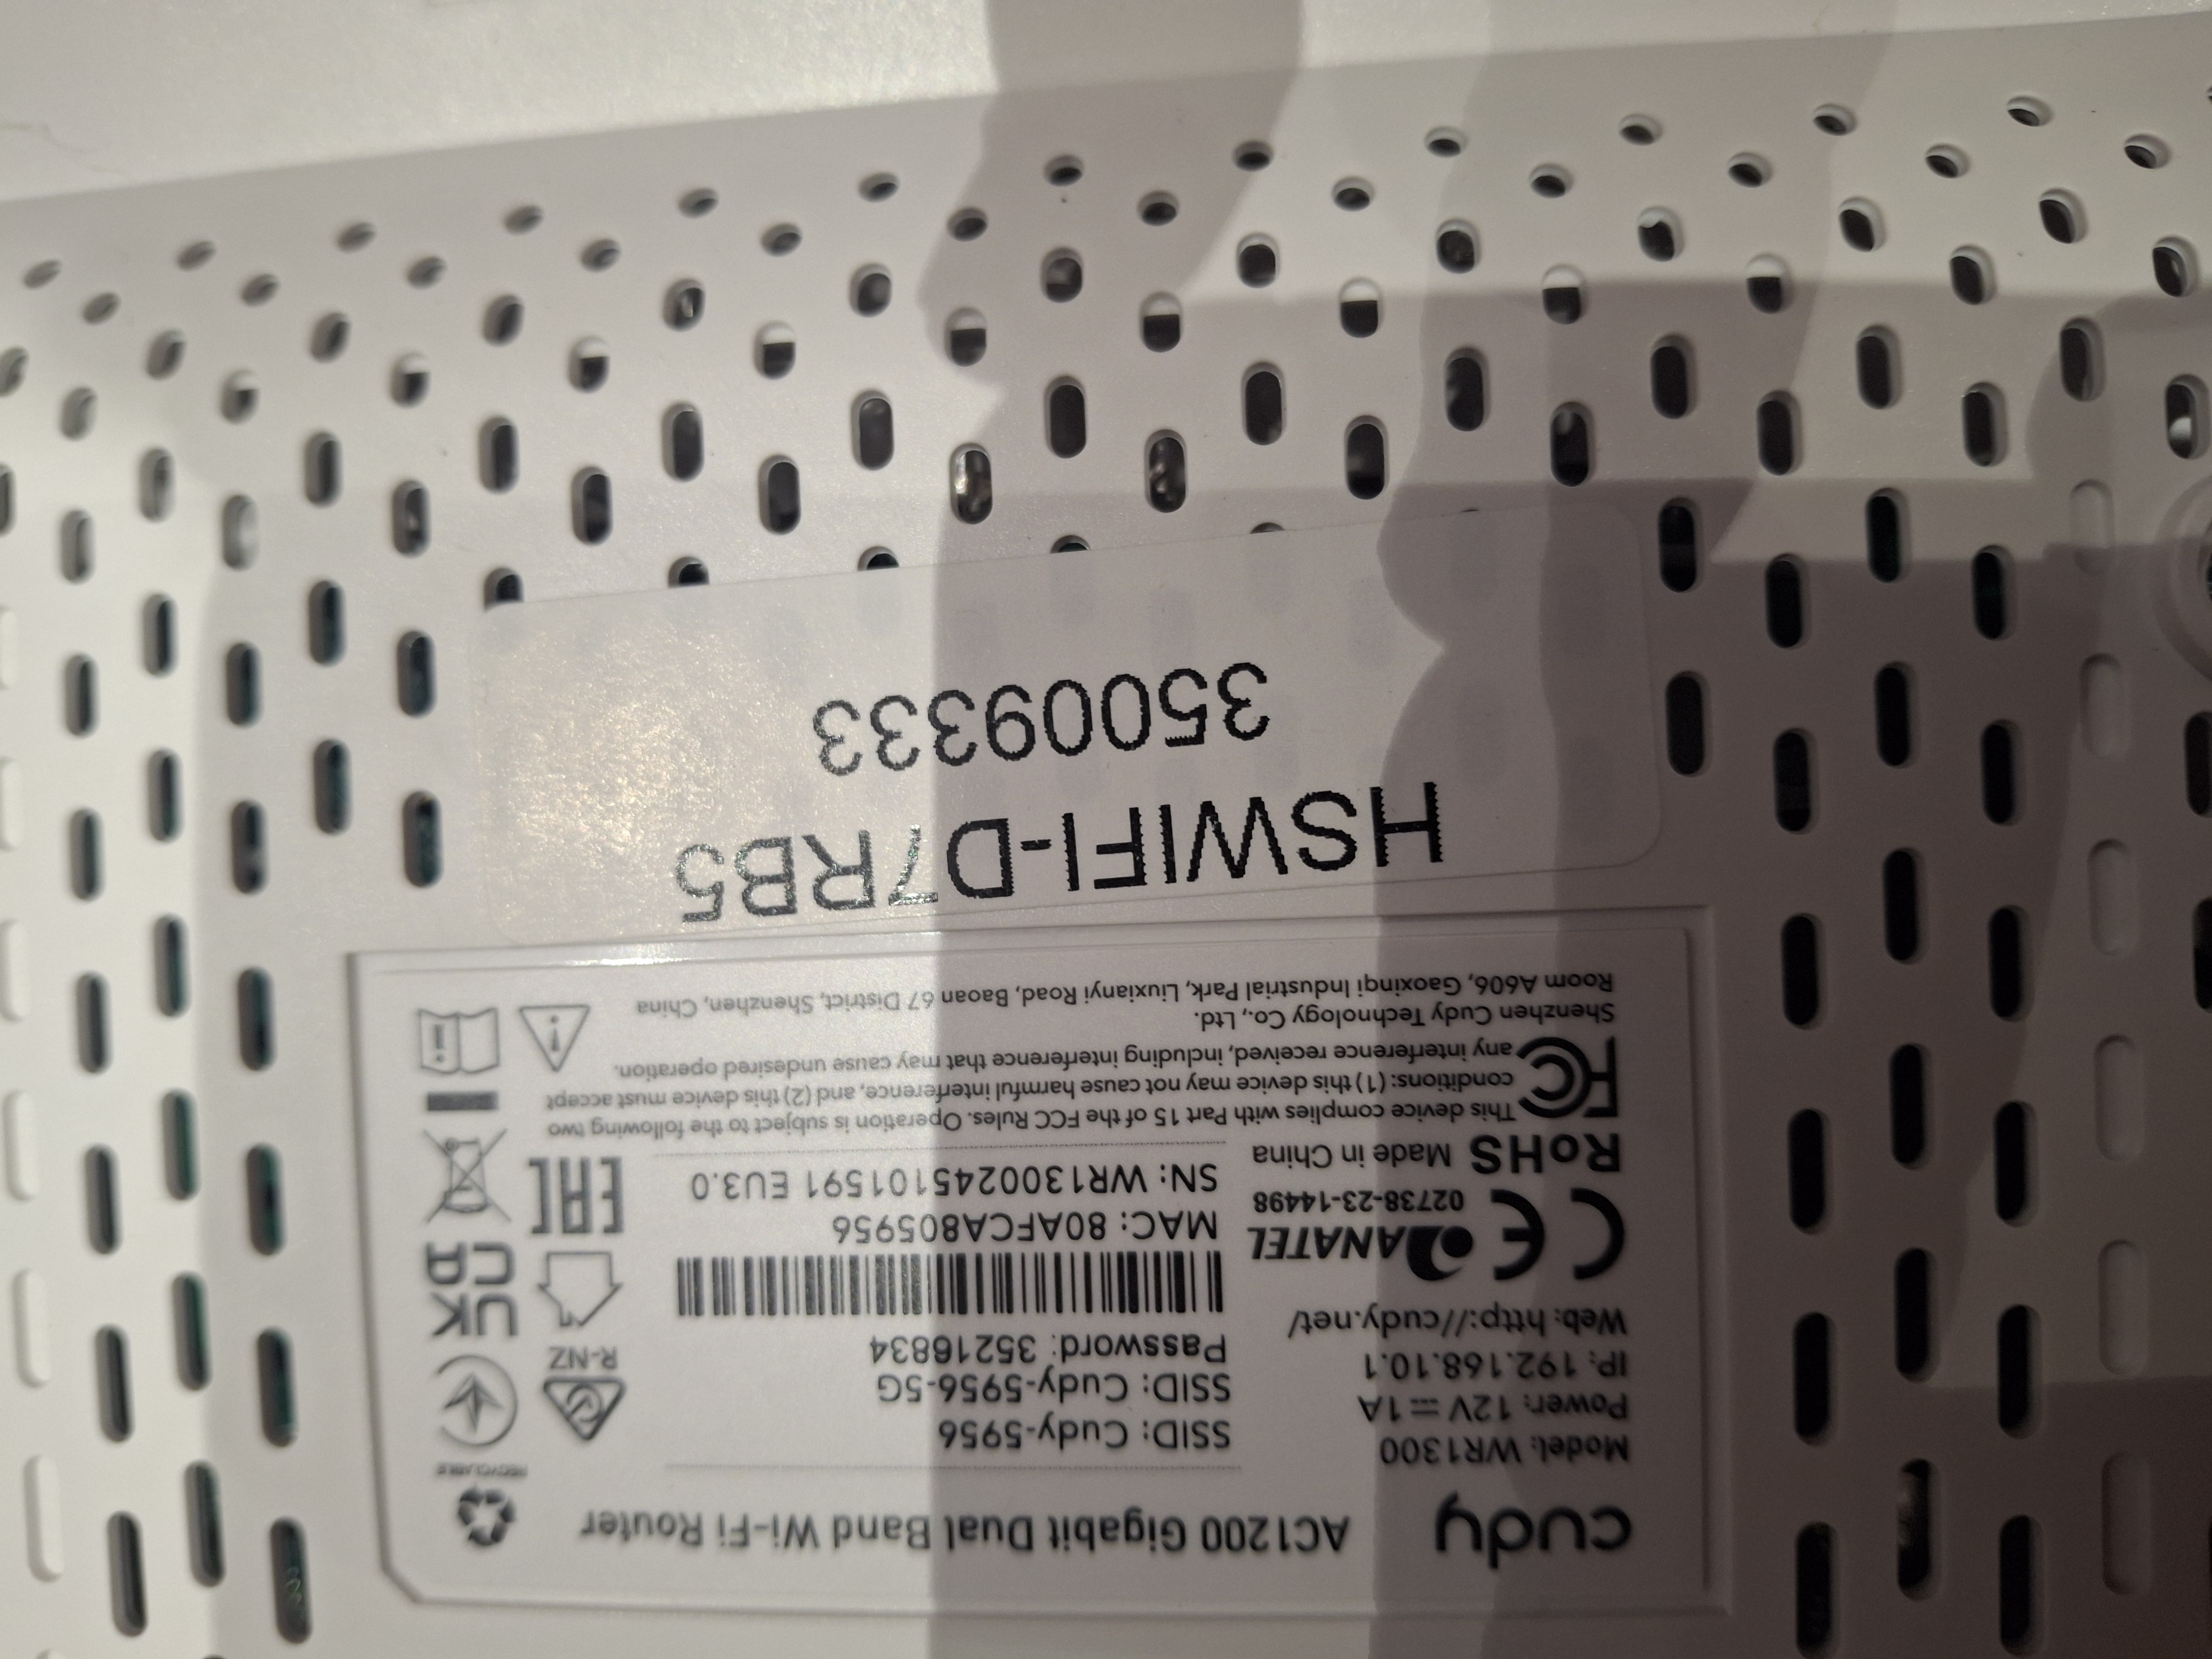 cudy
AC1200 Gigabit Dual Band Wi-Fi Router
Model: WR1300
Power: 12V ⎓ 1A
IP: 192.168.10.1
Web: http://cudy.net/
SSID: Cudy-5956
SSID: Cudy-5956-5G
Password: 35216834
MAC: 80AFCA805956
SN: WR1300245101591 EU3.0
ANATEL
02738-23-14498
CE
RoHS Made in China
FC
This device complies with Part 15 of the FCC Rules. Operation is subject to the following two
conditions: (1) this device may not cause harmful interference, and (2) this device must accept
any interference received, including interference that may cause undesired operation.
Shenzhen Cudy Technology Co., Ltd.
Room A606, Gaoxinqi Industrial Park, Liuxianyi Road, Baoan 67 District, Shenzhen, China
RECYCLABLE
R-NZ
UK
CA
EAC
HSWIFI-D7RB5
35009333